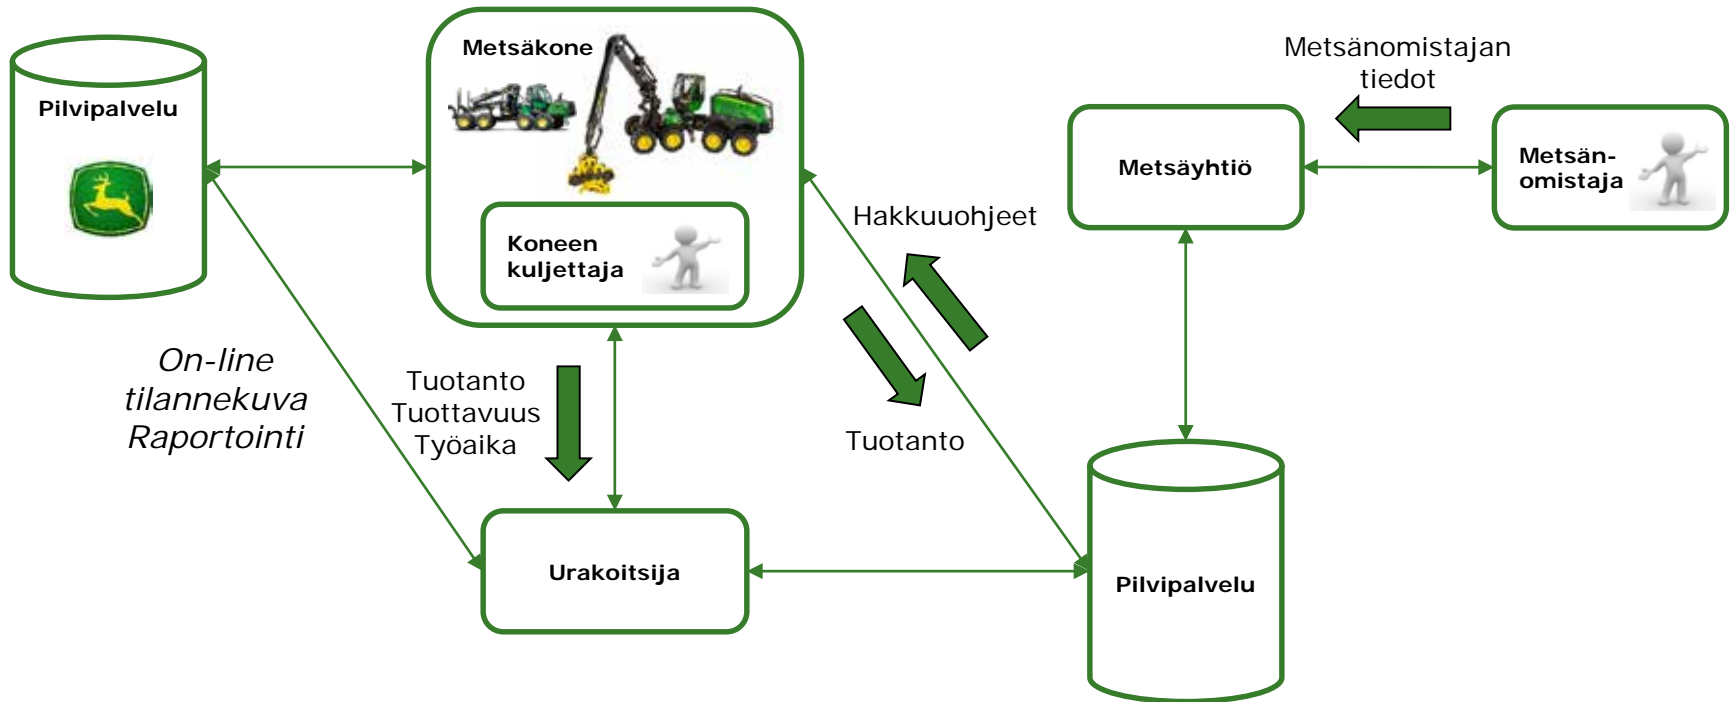 Metsäkone
Pilvipalvelu
Koneen
kuljettaja
Metsänomistajan
tiedot
Metsäyhtiö
Metsän-
omistaja
Hakkuuohjeet
Tuotanto
On-line
tilannekuva
Raportointi
Tuotanto
Tuottavuus
Työaika
Urakoitsija
Pilvipalvelu